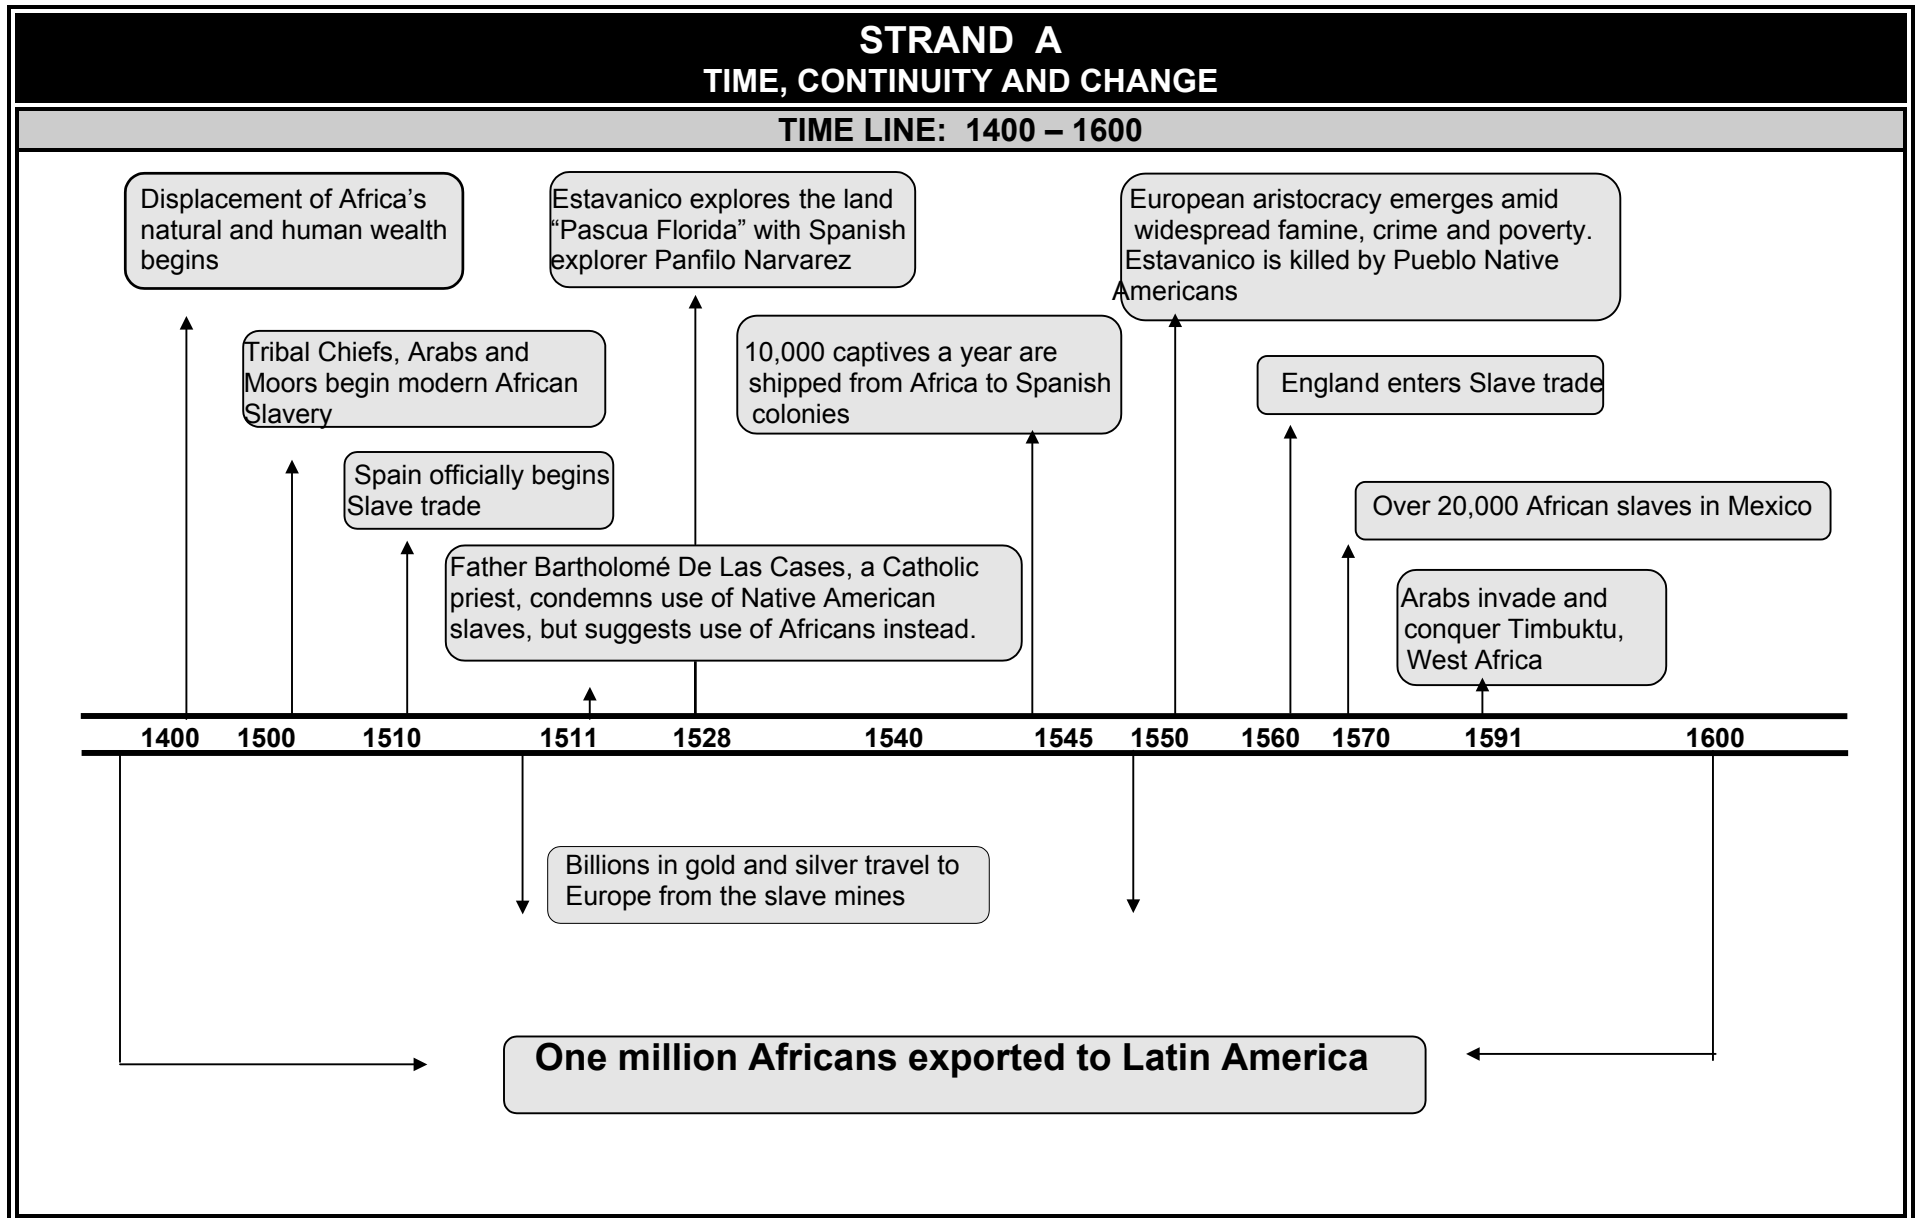 STRAND A
TIME, CONTINUITY AND CHANGE
TIME LINE: 1400 – 1600
Displacement of Africa’s
natural and human wealth
begins
Estavanico explores the land
“Pascua Florida” with Spanish
explorer Panfilo Narvarez
European aristocracy emerges amid
widespread famine, crime and poverty.
Estavanico is killed by Pueblo Native
Americans
Tribal Chiefs, Arabs and
Moors begin modern African
Slavery
10,000 captives a year are
shipped from Africa to Spanish
colonies
England enters Slave trade
Spain officially begins
Slave trade
Over 20,000 African slaves in Mexico
Father Bartholomé De Las Cases, a Catholic
priest, condemns use of Native American
slaves, but suggests use of Africans instead.
Arabs invade and
conquer Timbuktu,
West Africa
1400 1500 1510 1511 1528 1540 1545 1550 1560 1570 1591 1600
Billions in gold and silver travel to
Europe from the slave mines
One million Africans exported to Latin America